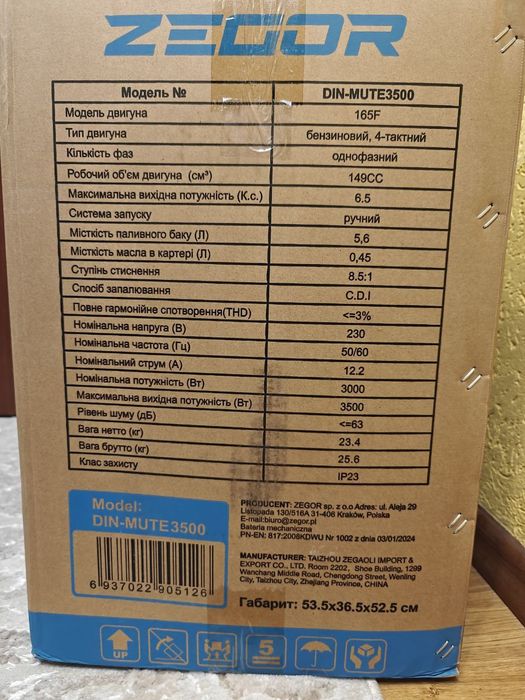 ZEGOR
Модель № DIN-MUTE3500
Модель двигуна 165F
Тип двигуна бензиновий, 4-тактний
Кількість фаз однофазний
Робочий об'єм двигуна (см³) 149CC
Максимальна вихідна потужність (К.с.) 6.5
Система запуску ручний
Місткість паливного баку (Л) 5,6
Місткість масла в картері (Л) 0,45
Ступінь стиснення 8.5:1
Спосіб запалювання C.D.I
Повне гармонійне спотворення(THD) <=3%
Номінальна напруга (В) 230
Номінальна частота (Гц) 50/60
Номінальний струм (А) 12.2
Номінальна потужність (Вт) 3000
Максимальна вихідна потужність (Вт) 3500
Рівень шуму (дБ) <=63
Вага нетто (кг) 23.4
Вага брутто (кг) 25.6
Клас захисту IP23
Model:
DIN-MUTE3500
6 937022 905126
PRODUCENT: ZEGOR sp. z o.o Adres: ul. Aleja 29
Listopada 130/516A 31-406 Kraków, Polska
E-mail:biuro@zegor.pl
Bateria mechaniczna
PN-EN: 817:2006KDWU Nr 1002 z dnia 03/01/2024
MANUFACTURER: TAIZHOU ZEGAOLI IMPORT &
EXPORT CO., LTD. Room 2202, Shoe Building, 1299
Wanchang Middle Road, Chengdong Street, Wenling
City, Taizhou City, Zhejiang Province, CHINA
Габарит: 53.5x36.5x52.5 см
UP
5